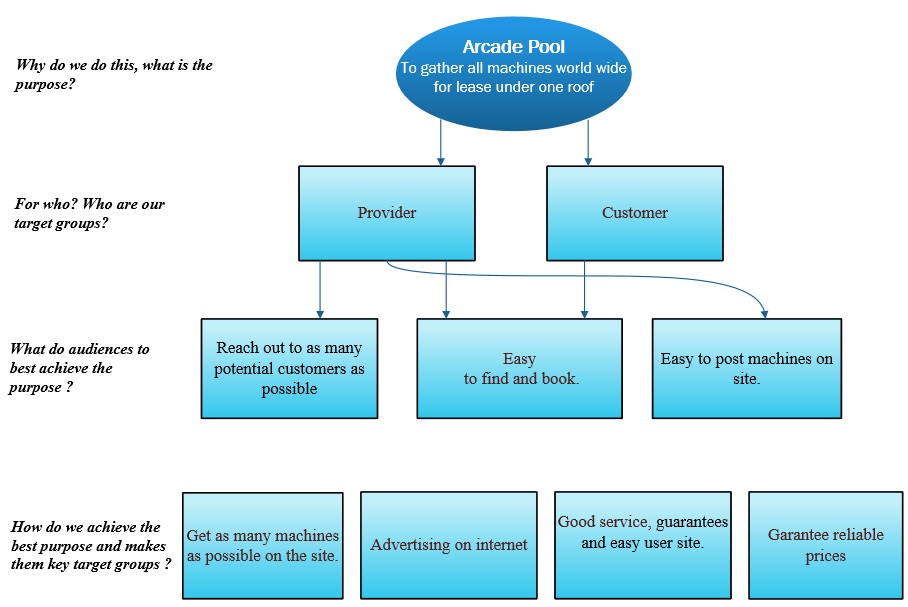 Arcade Pool
To gather all machines world wide
for lease under one roof
Why do we do this, what is the
purpose?
For who? Who are our
target groups?
Provider
Customer
What do audiences to
best achieve the
purpose ?
Reach out to as many
potential customers as
possible
Easy
to find and book.
Easy to post machines on
site.
How do we achieve the
best purpose and makes
them key target groups ?
Get as many machines
as possible on the site.
Advertising on internet
Good service, guarantees
and easy user site.
Garantee reliable
prices